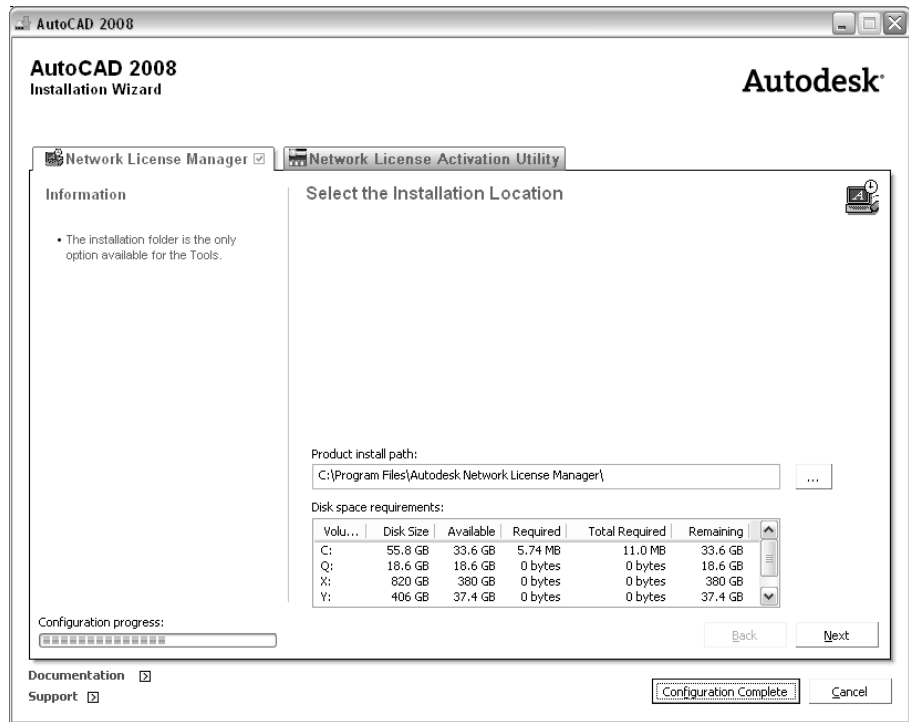 AutoCAD 2008
AutoCAD 2008
Installation Wizard
Autodesk
Network License Manager
Network License Activation Utility
Information
• The installation folder is the only
option available for the Tools.
Select the Installation Location
Product install path:
C:\Program Files\Autodesk Network License Manager\
...
Disk space requirements:
Volu... Disk Size Available Required Total Required Remaining
C: 55.8 GB 33.6 GB 5.74 MB 11.0 MB 33.6 GB
Q: 18.6 GB 18.6 GB 0 bytes 0 bytes 18.6 GB
X: 820 GB 380 GB 0 bytes 0 bytes 380 GB
Y: 406 GB 37.4 GB 0 bytes 0 bytes 37.4 GB
Configuration progress:
Back
Next
Documentation
Support
Configuration Complete
Cancel